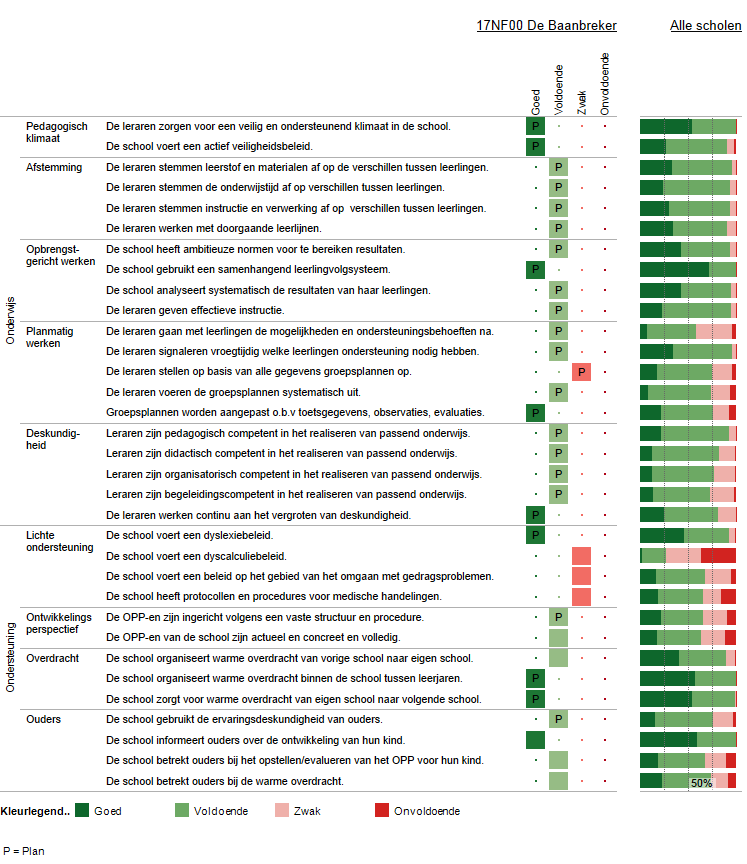 17NF00 De Baanbreker
Alle scholen
Goed
Voldoende
Zwak
Onvoldoende
Onderwijs
Pedagogisch
klimaat
De leraren zorgen voor een veilig en ondersteunend klimaat in de school. P
De school voert een actief veiligheidsbeleid. P
Afstemming
De leraren stemmen leerstof en materialen af op de verschillen tussen leerlingen. P
De leraren stemmen de onderwijstijd af op verschillen tussen leerlingen. P
De leraren stemmen instructie en verwerking af op verschillen tussen leerlingen. P
De leraren werken met doorgaande leerlijnen. P
Opbrengst-
gericht werken
De school heeft ambitieuze normen voor te bereiken resultaten. P
De school gebruikt een samenhangend leerlingvolgsysteem. P
De school analyseert systematisch de resultaten van haar leerlingen. P
De leraren geven effectieve instructie. P
Planmatig
werken
De leraren gaan met leerlingen de mogelijkheden en ondersteuningsbehoeften na. P
De leraren signaleren vroegtijdig welke leerlingen ondersteuning nodig hebben. P
De leraren stellen op basis van alle gegevens groepsplannen op. P
De leraren voeren de groepsplannen systematisch uit. P
Groepsplannen worden aangepast o.b.v toetsgegevens, observaties, evaluaties. P
Deskundig-
heid
Leraren zijn pedagogisch competent in het realiseren van passend onderwijs. P
Leraren zijn didactisch competent in het realiseren van passend onderwijs. P
Leraren zijn organisatorisch competent in het realiseren van passend onderwijs. P
Leraren zijn begeleidingscompetent in het realiseren van passend onderwijs. P
De leraren werken continu aan het vergroten van deskundigheid. P
Ondersteuning
Lichte
ondersteuning
De school voert een dyslexiebeleid. P
De school voert een dyscalculiebeleid.
De school voert een beleid op het gebied van het omgaan met gedragsproblemen.
De school heeft protocollen en procedures voor medische handelingen.
Ontwikkelings
perspectief
De OPP-en zijn ingericht volgens een vaste structuur en procedure. P
De OPP-en van de school zijn actueel en concreet en volledig.
Overdracht
De school organiseert warme overdracht van vorige school naar eigen school.
De school organiseert warme overdracht binnen de school tussen leerjaren. P
De school zorgt voor warme overdracht van eigen school naar volgende school. P
Ouders
De school gebruikt de ervaringsdeskundigheid van ouders. P
De school informeert ouders over de ontwikkeling van hun kind.
De school betrekt ouders bij het opstellen/evalueren van het OPP voor hun kind.
De school betrekt ouders bij de warme overdracht.
50%
Kleurlegend.. Goed Voldoende Zwak Onvoldoende
P = Plan